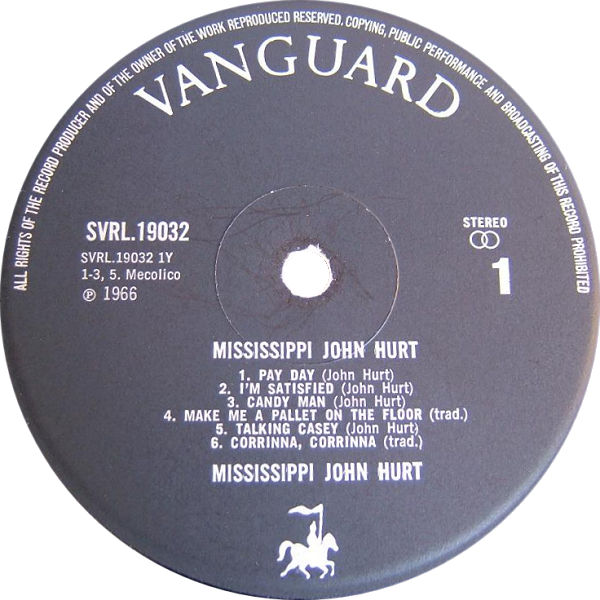 ALL RIGHTS OF THE RECORD PRODUCER AND OF THE OWNER OF THE WORK REPRODUCED RESERVED. COPYING, PUBLIC PERFORMANCE AND BROADCASTING OF THIS RECORD PROHIBITED
VANGUARD
SVRL.19032
STEREO
SVRL.19032 1Y
1-3, 5. Mecolico
℗ 1966
1
MISSISSIPPI JOHN HURT
1. PAY DAY (John Hurt)
2. I'M SATISFIED (John Hurt)
3. CANDY MAN (John Hurt)
4. MAKE ME A PALLET ON THE FLOOR (trad.)
5. TALKING CASEY (John Hurt)
6. CORRINNA, CORRINNA (trad.)
MISSISSIPPI JOHN HURT